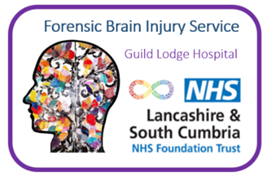 Forensic Brain Injury Service
Guild Lodge Hospital
NHS
Lancashire &
South Cumbria
NHS Foundation Trust